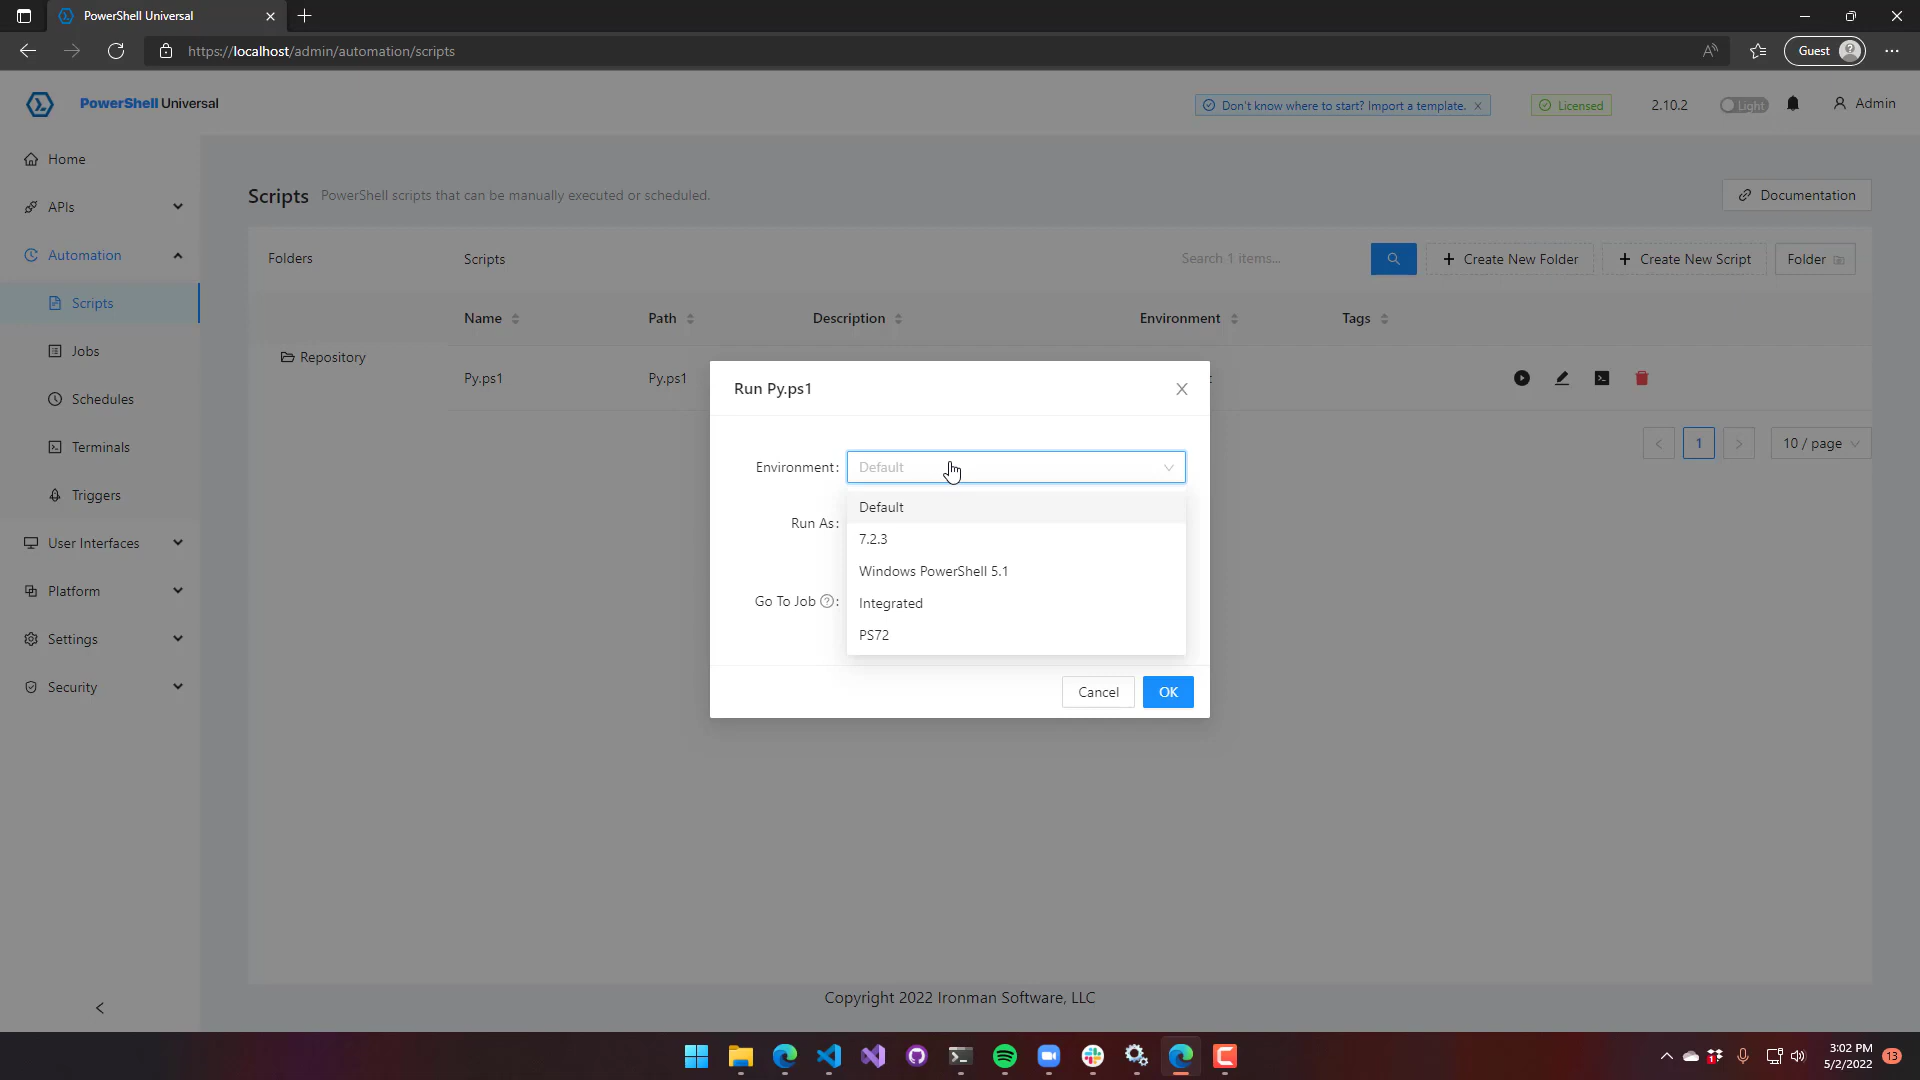 PowerShell Universal
https://localhost/admin/automation/scripts
Guest
PowerShell Universal
Don't know where to start? Import a template.
Licensed
2.10.2
Light
Admin
Home
APIs
Automation
Scripts
Jobs
Schedules
Terminals
Triggers
User Interfaces
Platform
Settings
Security
Scripts PowerShell scripts that can be manually executed or scheduled.
Documentation
Folders
Scripts
Search 1 items...
Create New Folder
Create New Script
Folder
Name
Path
Description
Environment
Tags
Repository
Py.ps1
Py.ps1
1
10 / page
Run Py.ps1
Environment:
Default
Run As:
Go To Job :
Default
7.2.3
Windows PowerShell 5.1
Integrated
PS72
Cancel
OK
Copyright 2022 Ironman Software, LLC
3:02 PM
5/2/2022
13